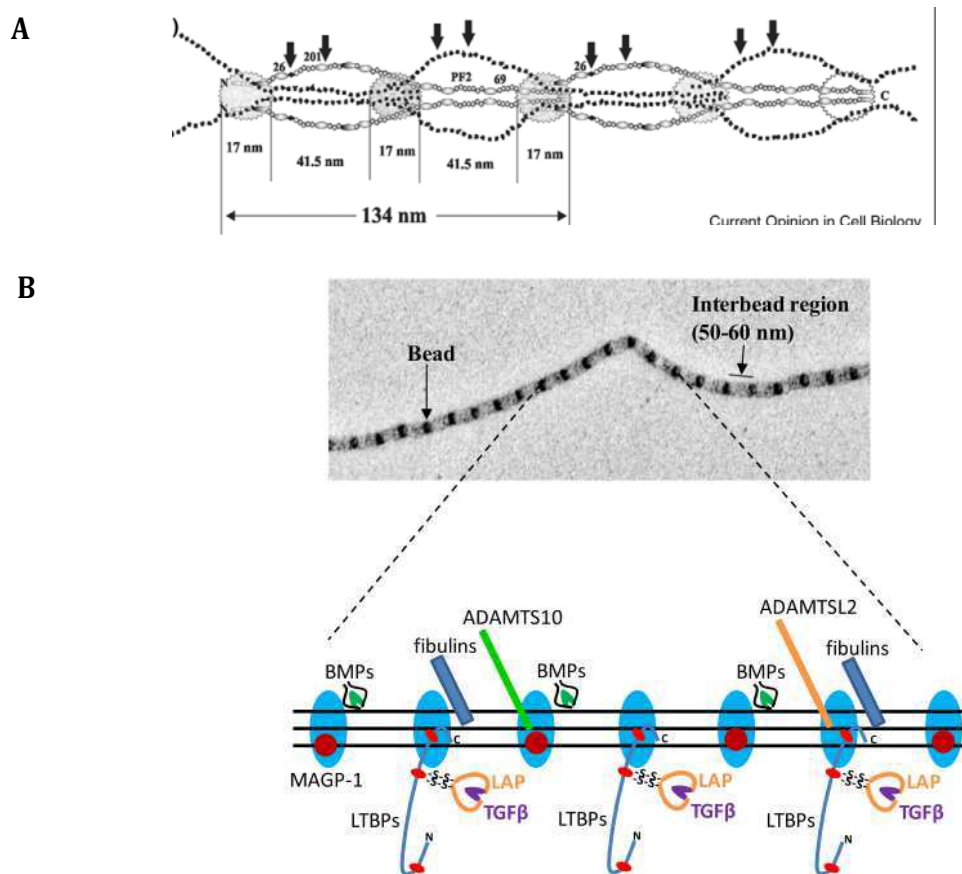 A
)
26
201
PF2
69
26
N
C
17 nm
41.5 nm
17 nm
41.5 nm
17 nm
134 nm
Current Opinion in Cell Biology
B
Interbead region
(50-60 nm)
Bead
ADAMTSL2
ADAMTS10
fibulins
fibulins
BMPs
BMPs
BMPs
C
C
C
MAGP-1
-S-S-
LAP
-S-S-
LAP
-S-S-
LAP
TGFβ
TGFβ
TGFβ
LTBPs
LTBPs
LTBPs
N
N
N